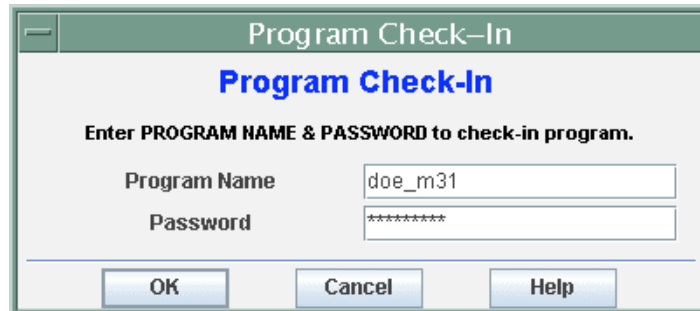 Program Check–In
Program Check-In
Enter PROGRAM NAME & PASSWORD to check-in program.
Program Name doe_m31
Password *********
OK Cancel Help